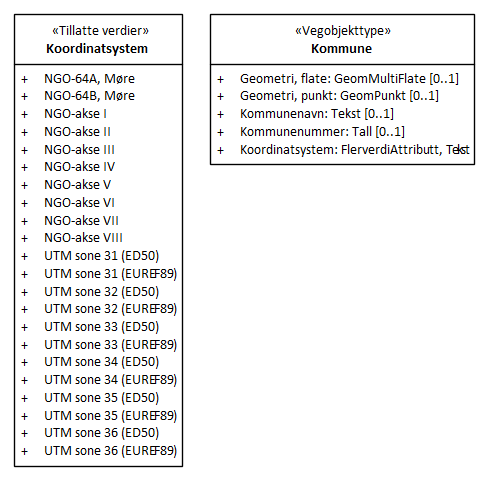 «Tillatte verdier»
Koordinatsystem
+ NGO-64A, Møre
+ NGO-64B, Møre
+ NGO-akse I
+ NGO-akse II
+ NGO-akse III
+ NGO-akse IV
+ NGO-akse V
+ NGO-akse VI
+ NGO-akse VII
+ NGO-akse VIII
+ UTM sone 31 (ED50)
+ UTM sone 31 (EUREF89)
+ UTM sone 32 (ED50)
+ UTM sone 32 (EUREF89)
+ UTM sone 33 (ED50)
+ UTM sone 33 (EUREF89)
+ UTM sone 34 (ED50)
+ UTM sone 34 (EUREF89)
+ UTM sone 35 (ED50)
+ UTM sone 35 (EUREF89)
+ UTM sone 36 (ED50)
+ UTM sone 36 (EUREF89)
«Vegobjekttype»
Kommune
+ Geometri, flate: GeomMultiFlate [0..1]
+ Geometri, punkt: GeomPunkt [0..1]
+ Kommunenavn: Tekst [0..1]
+ Kommunenummer: Tall [0..1]
+ Koordinatsystem: FlerverdiAttributt, Tekst